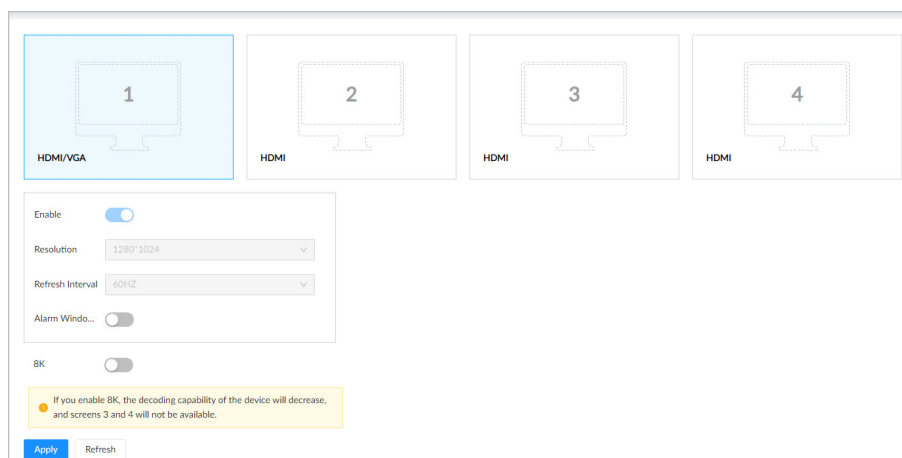 1
2
3
4
HDMI/VGA
HDMI
HDMI
HDMI
Enable
Resolution 1280*1024
Refresh Interval 60HZ
Alarm Windo...
8K
If you enable 8K, the decoding capability of the device will decrease,
and screens 3 and 4 will not be available.
Apply Refresh